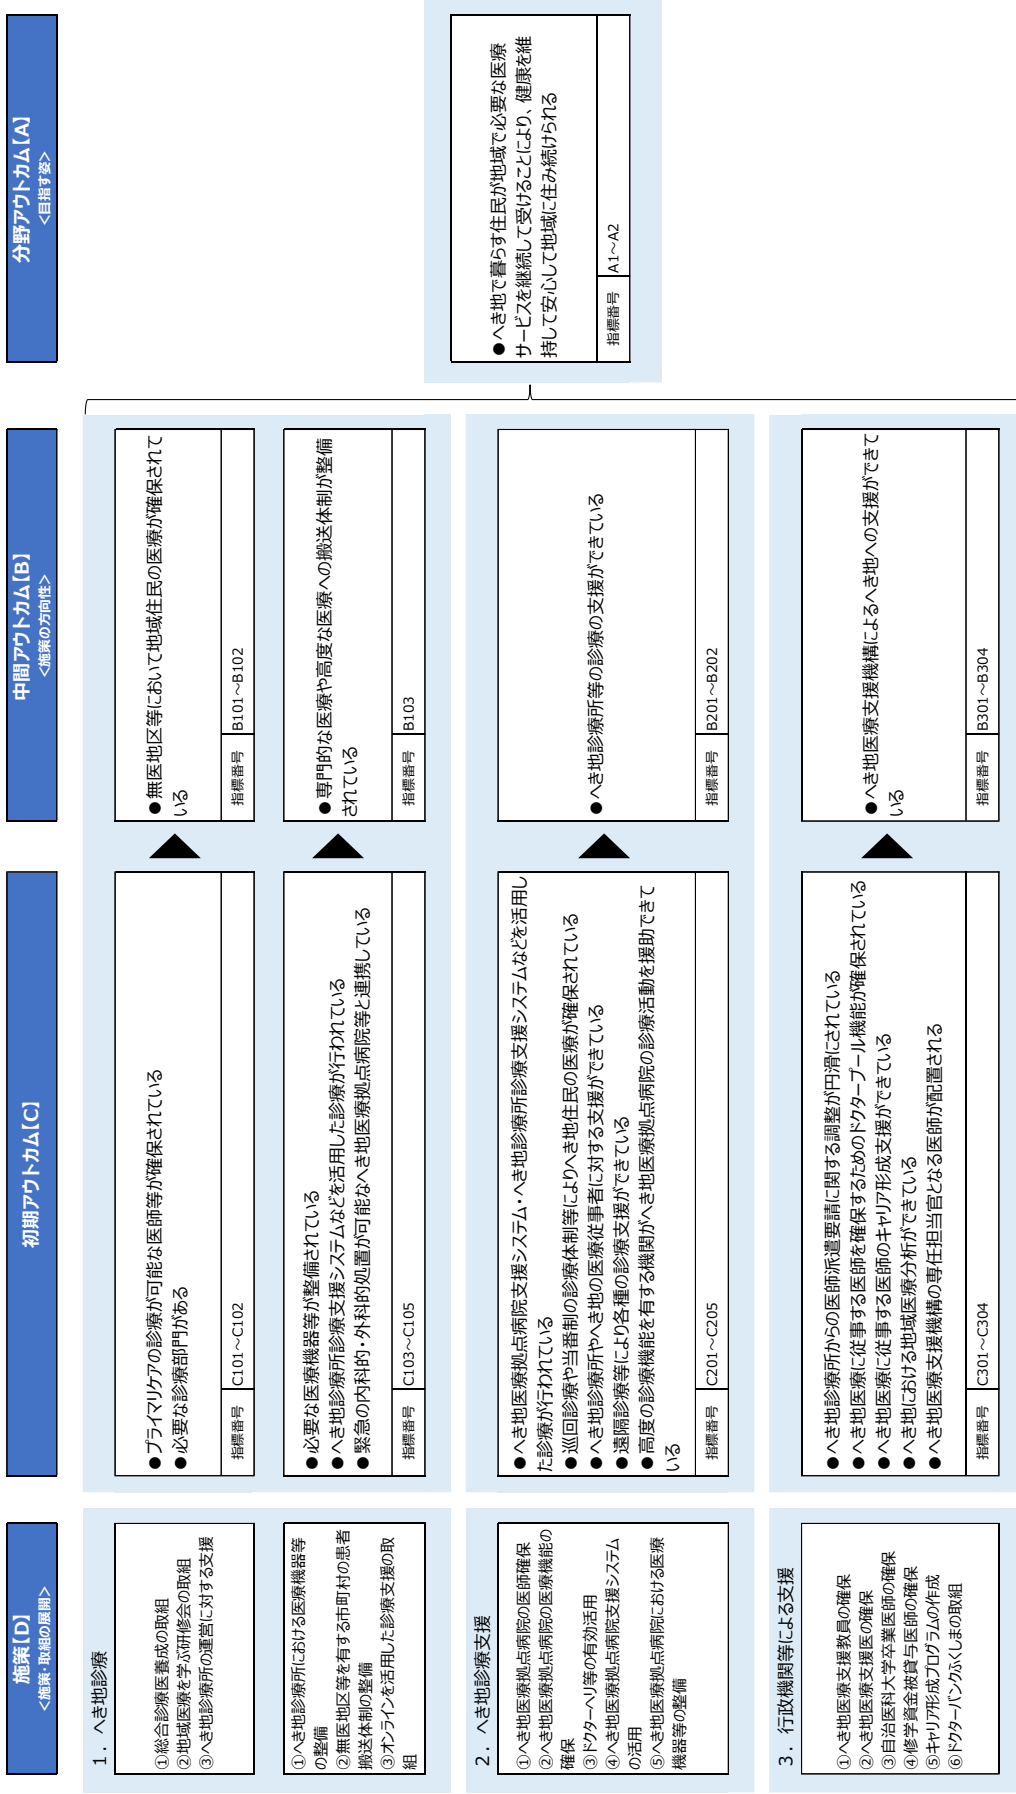 施策【D】
＜施策・取組の展開＞
初期アウトカム【C】
中間アウトカム【B】
＜施策の方向性＞
分野アウトカム【A】
＜目指す姿＞
１．へき地診療
①総合診療医養成の取組
②地域医療を学ぶ研修会の取組
③へき地診療所の運営に対する支援
●プライマリケアの診療が可能な医師等が確保されている
●必要な診療部門がある
指標番号 C101～C102
●無医地区等において地域住民の医療が確保されて
いる
指標番号 B101～B102
①へき地診療所における医療機器等
の整備
②無医地区等を有する市町村の患者
搬送体制の整備
③オンラインを活用した診療支援の取
組
●必要な医療機器等が整備されている
●へき地診療所診療支援システムなどを活用した診療が行われている
●緊急の内科的・外科的処置が可能なへき地医療拠点病院等と連携している
指標番号 C103～C105
●専門的な医療や高度な医療への搬送体制が整備
されている
指標番号 B103
２．へき地診療支援
①へき地医療拠点病院の医師確保
②へき地医療拠点病院の医療機能の
確保
③ドクターヘリ等の有効活用
④へき地医療拠点病院支援システム
の活用
⑤へき地医療拠点病院における医療
機器等の整備
●へき地医療拠点病院支援システム・へき地診療所診療支援システムなどを活用し
た診療が行われている
●巡回診療や当番制の診療体制等によりへき地住民の医療が確保されている
●へき地診療所やへき地の医療従事者に対する支援ができている
●遠隔診療等により各種の診療支援ができている
●高度の診療機能を有する機関がへき地医療拠点病院の診療活動を援助できて
いる
指標番号 C201～C205
●へき地診療所等の診療の支援ができている
指標番号 B201～B202
３．行政機関等による支援
①へき地医療支援教員の確保
②へき地医療支援医の確保
③自治医科大学卒業医師の確保
④修学資金被貸与医師の確保
⑤キャリア形成プログラムの作成
⑥ドクターバンクふくしまの取組
●へき地診療所からの医師派遣要請に関する調整が円滑にされている
●へき地医療に従事する医師を確保するためのドクタープール機能が確保されている
●へき地医療に従事する医師のキャリア形成支援ができている
●へき地における地域医療分析ができている
●へき地医療支援機構の専任担当官となる医師が配置される
指標番号 C301～C304
●へき地医療支援機構によるへき地への支援ができて
いる
指標番号 B301～B304
●へき地で暮らす住民が地域で必要な医療
サービスを継続して受けることにより、健康を維
持して安心して地域に住み続けられる
指標番号 A1～A2